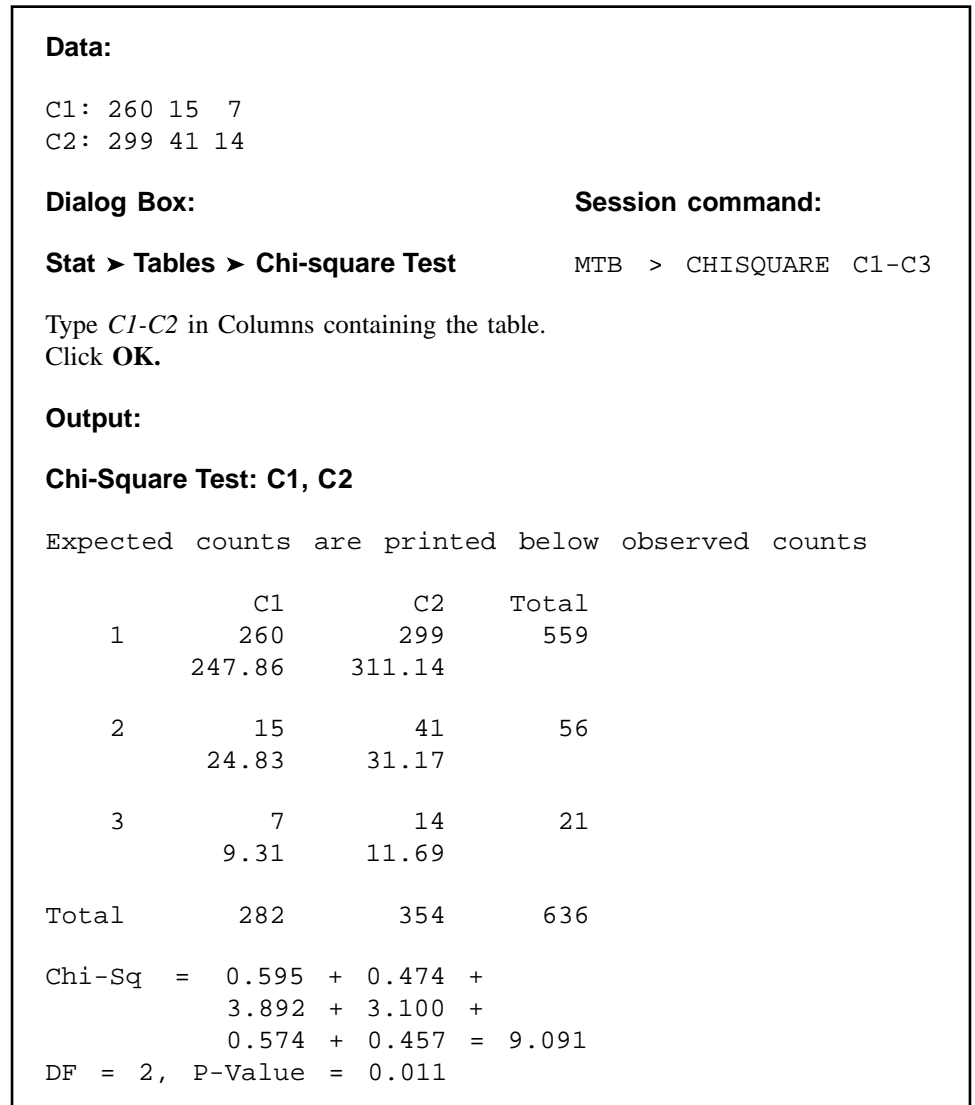 Data:
C1: 260 15 7
C2: 299 41 14
Dialog Box: Session command:
Stat ➤ Tables ➤ Chi-square Test MTB > CHISQUARE C1-C3
Type C1-C2 in Columns containing the table.
Click OK.
Output:
Chi-Square Test: C1, C2
Expected counts are printed below observed counts
C1 C2 Total
1 260 299 559
247.86 311.14
2 15 41 56
24.83 31.17
3 7 14 21
9.31 11.69
Total 282 354 636
Chi-Sq = 0.595 + 0.474 +
3.892 + 3.100 +
0.574 + 0.457 = 9.091
DF = 2, P-Value = 0.011